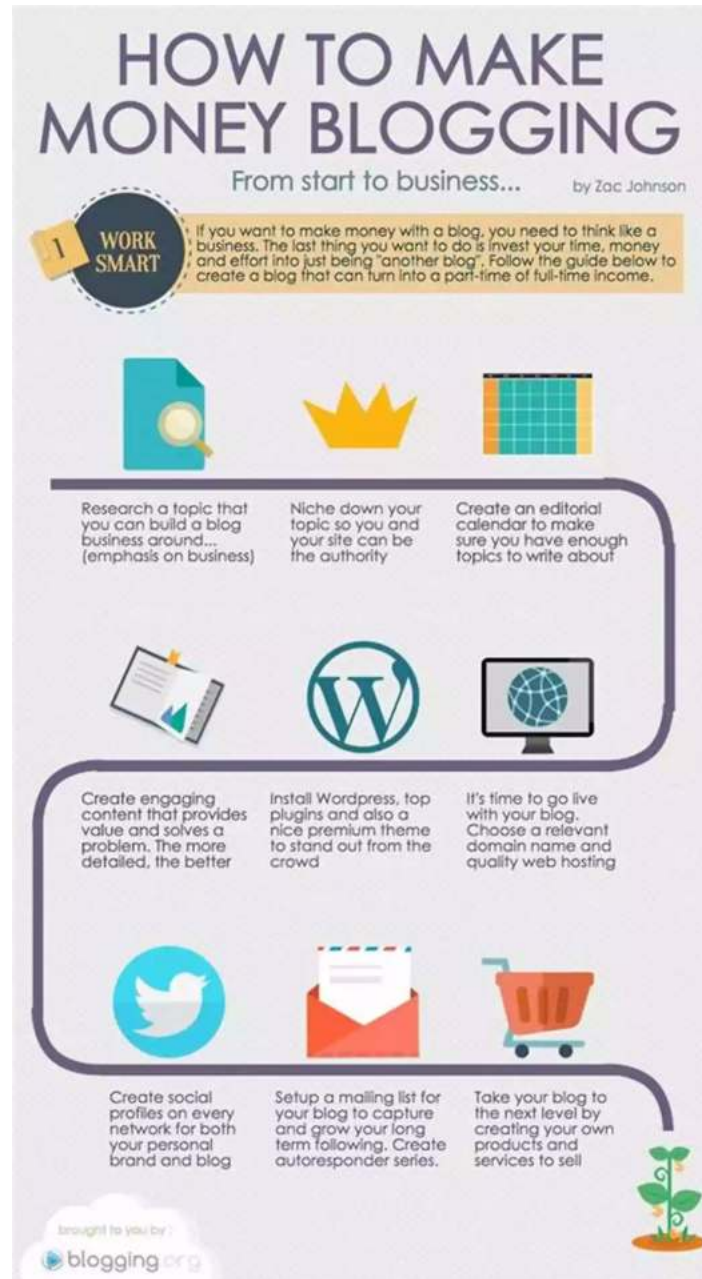 HOW TO MAKE
MONEY BLOGGING
From start to business...
by Zac Johnson
1
WORK
SMART
If you want to make money with a blog, you need to think like a
business. The last thing you want to do is invest your time, money
and effort into just being "another blog". Follow the guide below to
create a blog that can turn into a part-time of full-time income.
Research a topic that
you can build a blog
business around...
(emphasis on business)
Niche down your
topic so you and
your site can be
the authority
Create an editorial
calendar to make
sure you have enough
topics to write about
It's time to go live
with your blog.
Choose a relevant
domain name and
quality web hosting
Install Wordpress, top
plugins and also a
nice premium theme
to stand out from the
crowd
Create engaging
content that provides
value and solves a
problem. The more
detailed, the better
Create social
profiles on every
network for both
your personal
brand and blog
Setup a mailing list for
your blog to capture
and grow your long
term following. Create
autoresponder series.
Take your blog to
the next level by
creating your own
products and
services to sell
brought to you by :
blogging.org